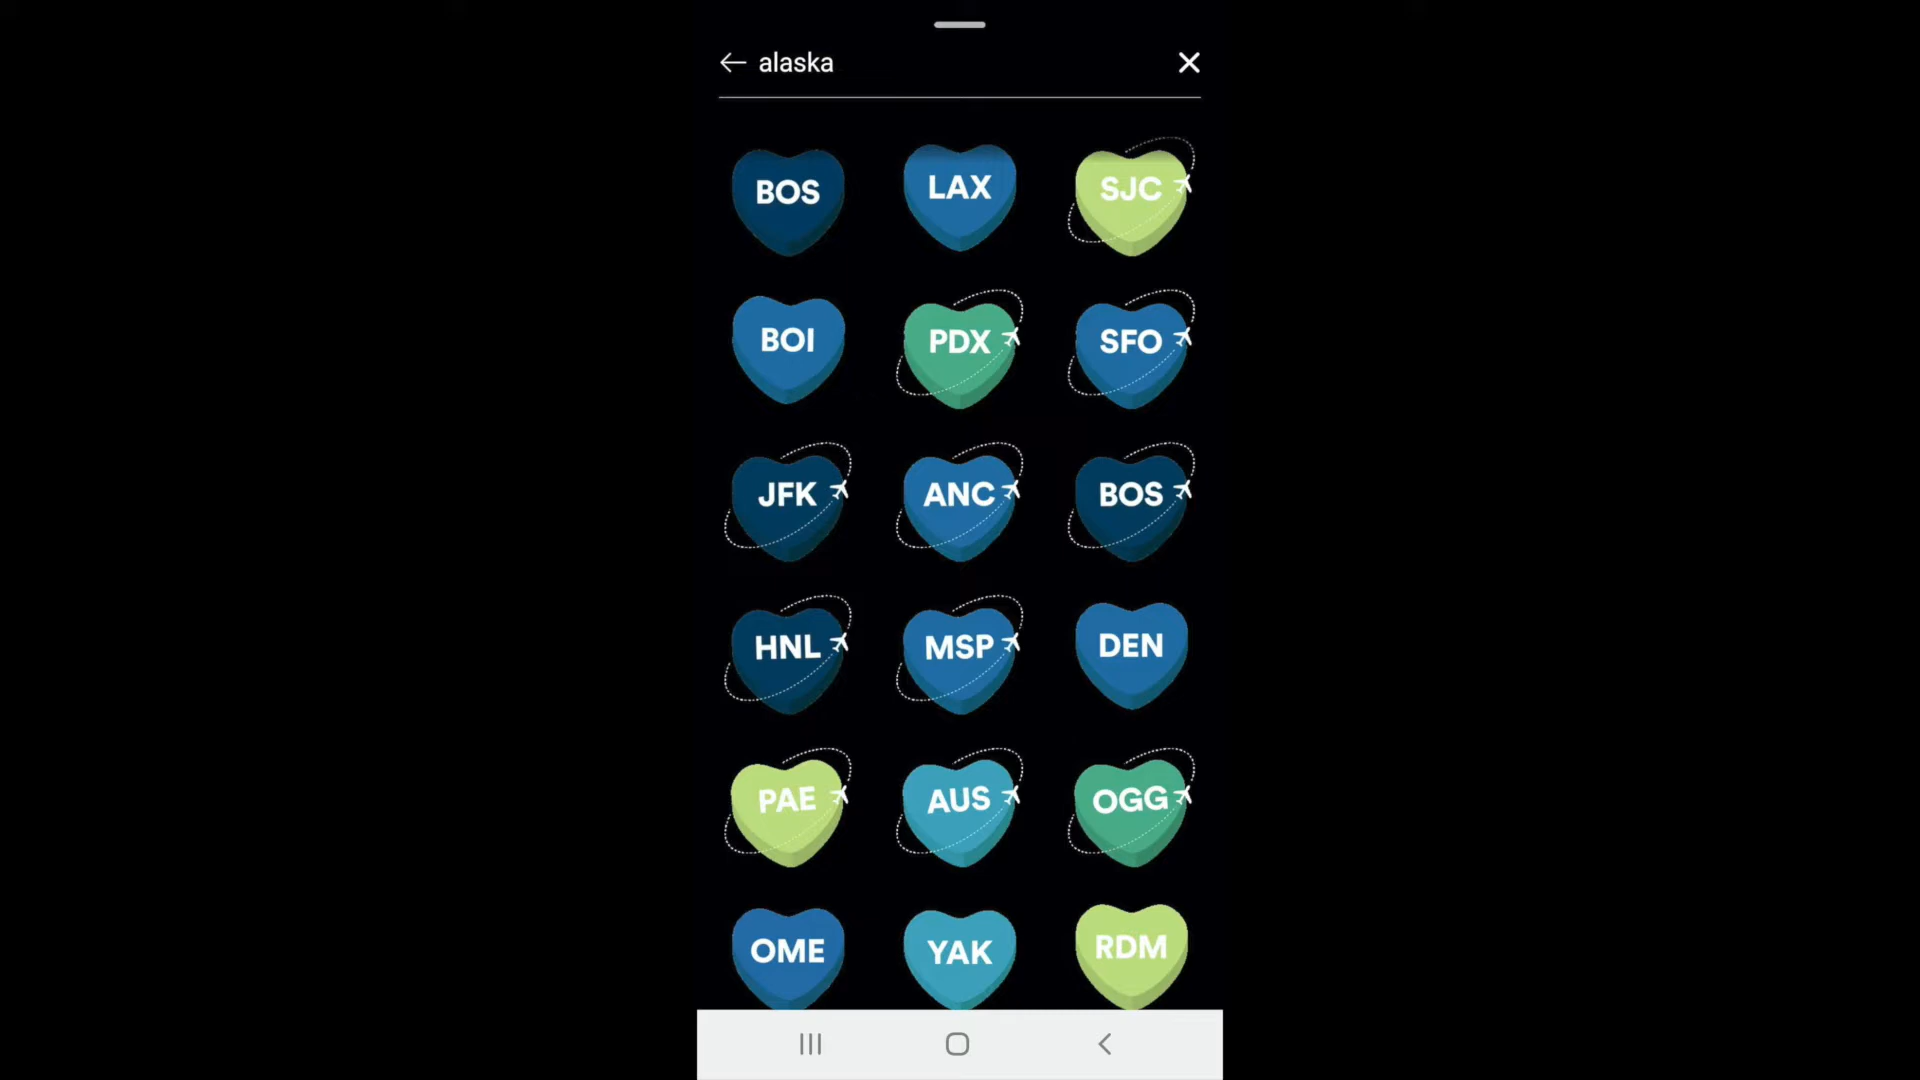 alaska
BOS LAX SJC
BOI PDX SFO
JFK ANC BOS
HNL MSP DEN
PAE AUS OGG
OME YAK RDM